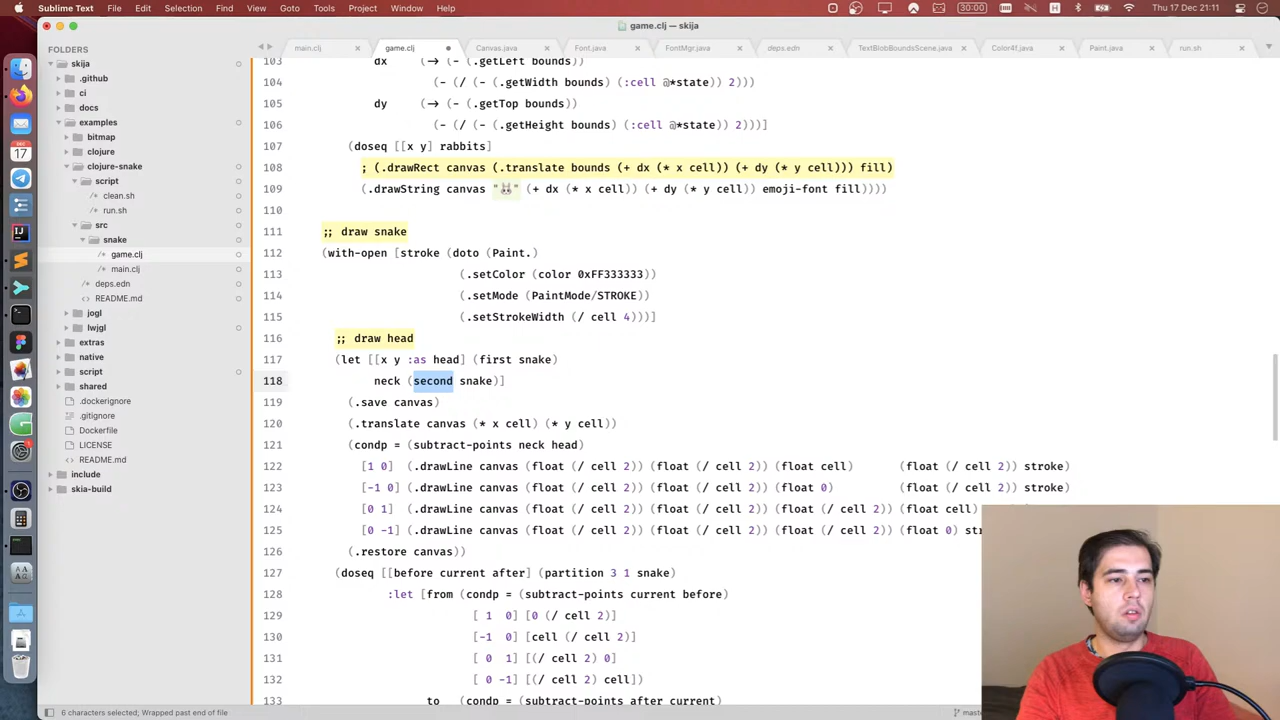 Sublime Text File Edit Selection Find View Goto Tools Project Window Help Thu 17 Dec 21:11
game.clj — skija
FOLDERS
main.clj × game.clj Canvas.java × Font.java × FontMgr.java × deps.edn × TextBlobBoundsScene.java × Color4f.java × Paint.java × run.sh ×
skija
.github
ci
docs
examples
bitmap
clojure
clojure-snake
script
clean.sh
run.sh
src
snake
game.clj
main.clj
deps.edn
README.md
jogl
lwjgl
extras
native
script
shared
.dockerignore
.gitignore
Dockerfile
LICENSE
README.md
include
skia-build
103 dx (-> (- (.getLeft bounds))
104 (- (/ (- (.getWidth bounds) (:cell @*state)) 2)))
105 dy (-> (- (.getTop bounds))
106 (- (/ (- (.getHeight bounds) (:cell @*state)) 2)))]
107 (doseq [[x y] rabbits]
108 ; (.drawRect canvas (.translate bounds (+ dx (* x cell)) (+ dy (* y cell))) fill)
109 (.drawString canvas "🐰" (+ dx (* x cell)) (+ dy (* y cell)) emoji-font fill))))
110
111 ;; draw snake
112 (with-open [stroke (doto (Paint.)
113 (.setColor (color 0xFF333333))
114 (.setMode (PaintMode/STROKE))
115 (.setStrokeWidth (/ cell 4)))]
116 ;; draw head
117 (let [[x y :as head] (first snake)
118 neck (second snake)]
119 (.save canvas)
120 (.translate canvas (* x cell) (* y cell))
121 (condp = (subtract-points neck head)
122 [1 0] (.drawLine canvas (float (/ cell 2)) (float (/ cell 2)) (float cell) (float (/ cell 2)) stroke)
123 [-1 0] (.drawLine canvas (float (/ cell 2)) (float (/ cell 2)) (float 0) (float (/ cell 2)) stroke)
124 [0 1] (.drawLine canvas (float (/ cell 2)) (float (/ cell 2)) (float (/ cell 2)) (float cell)
125 [0 -1] (.drawLine canvas (float (/ cell 2)) (float (/ cell 2)) (float (/ cell 2)) (float 0)
126 (.restore canvas))
127 (doseq [[before current after] (partition 3 1 snake)
128 :let [from (condp = (subtract-points current before)
129 [ 1 0] [0 (/ cell 2)]
130 [-1 0] [cell (/ cell 2)]
131 [ 0 1] [(/ cell 2) 0]
132 [ 0 -1] [(/ cell 2) cell])
133 to (condp = (subtract-points after current)
6 characters selected; Wrapped past end of file